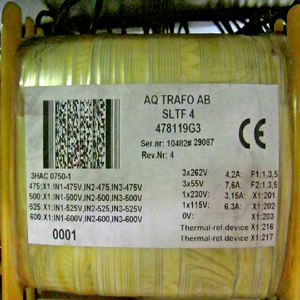 AQ TRAFO AB
SLTF 4
478119G3
Ser.nr: 10482# 29087
Rev.Nr: 4
CE
3HAC 0750-1
475:X1:IN1-475V,IN2-475,IN3-475V
500:X1:IN1-500V,IN2-500,IN3-500V
525:X1:IN1-525V,IN2-525,IN3-525V
600:X1:IN1-600V,IN2-600,IN3-600V
0001
3x262V 4,2A: F2:1,3,5
3x55V 7,6A: F1:1,3,5
1x230V: 3,15A: X1:201
1x115V: 6,3A: X1:202
0V: X1:203
Thermal-rel.device X1:216
Thermal-rel.device X1:217